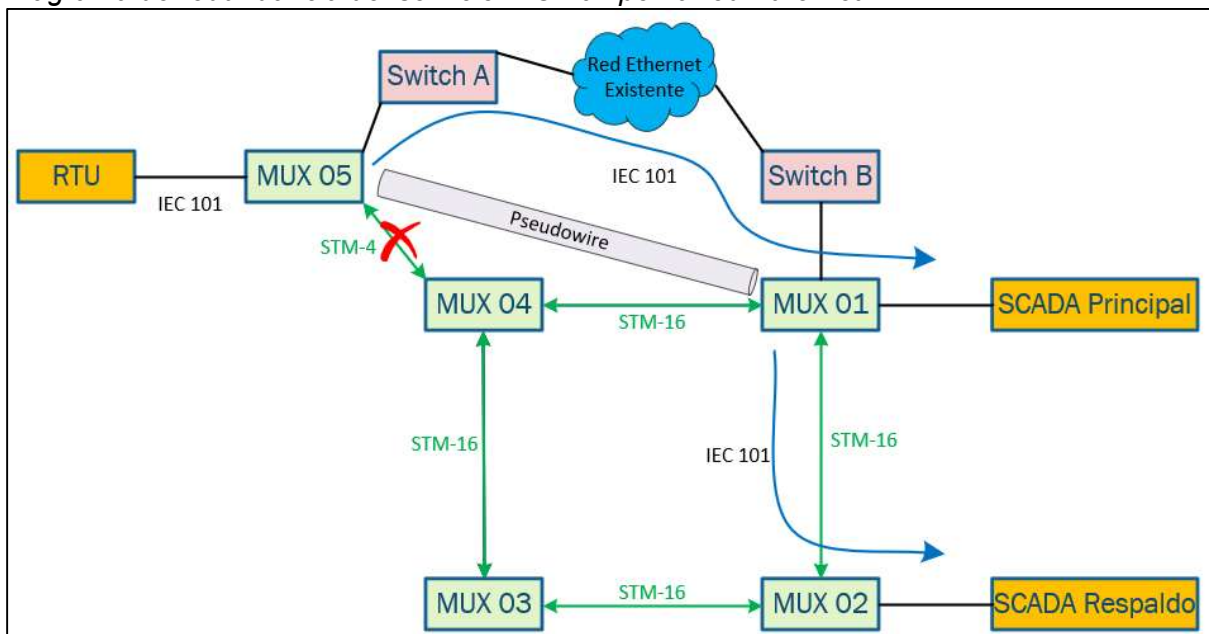 Red Ethernet
Existente
Switch A
RTU
MUX 05
IEC 101
Switch B
IEC 101
Pseudowire
STM-4
MUX 04
STM-16
MUX 01
SCADA Principal
STM-16
IEC 101
STM-16
MUX 03
STM-16
MUX 02
SCADA Respaldo